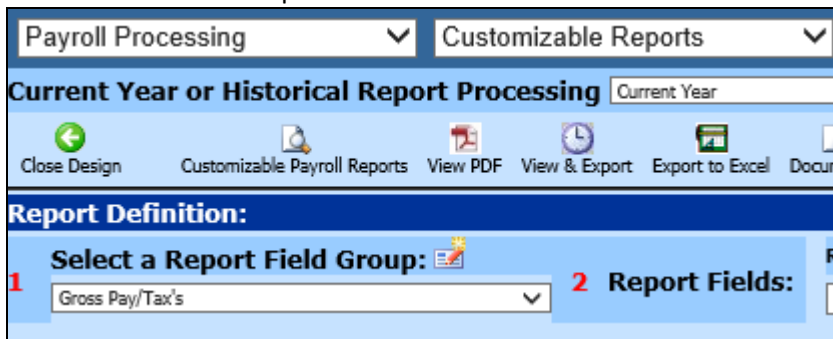 Payroll Processing Customizable Reports
Current Year or Historical Report Processing Current Year
Close Design Customizable Payroll Reports View PDF View & Export Export to Excel
Report Definition:
1 Select a Report Field Group: 2 Report Fields:
Gross Pay/Tax's